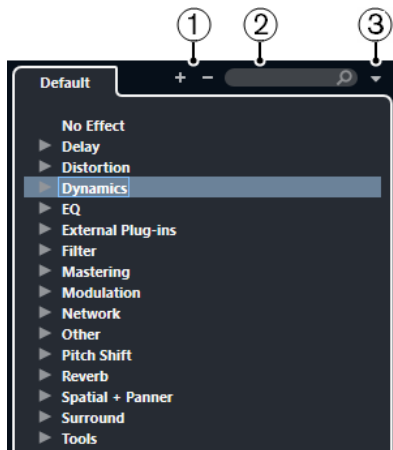 1 2 3
Default + −
No Effect
Delay
Distortion
Dynamics
EQ
External Plug-ins
Filter
Mastering
Modulation
Network
Other
Pitch Shift
Reverb
Spatial + Panner
Surround
Tools